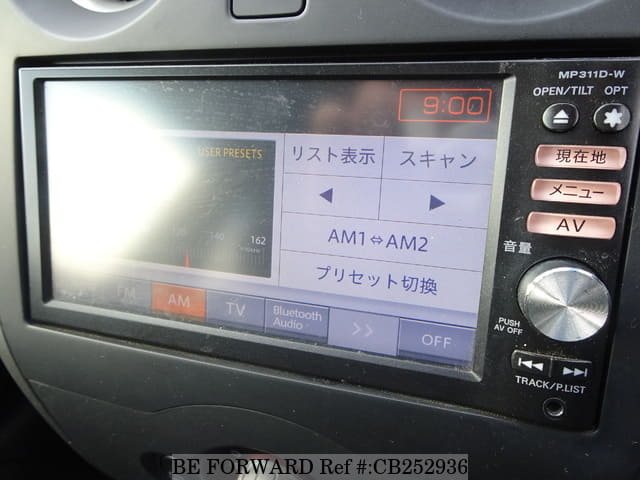 MP311D-W
OPEN/TILT OPT
9:00
USER PRESETS
リスト表示 スキャン
現在地
メニュー
AV
140 162
AM1⇔AM2
音量
プリセット切換
FM AM TV Bluetooth Audio >> OFF
PUSH
AV OFF
TRACK/P.LIST
BE FORWARD Ref #:CB252936